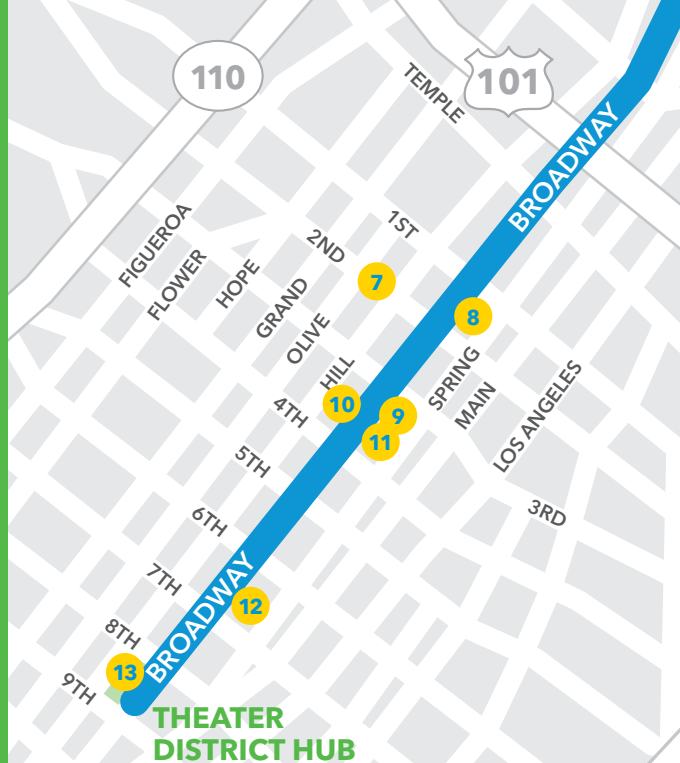 110
101
TEMPLE
BROADWAY
1ST
2ND
FIGUEROA
FLOWER
HOPE
GRAND
OLIVE
HILL
7
8
SPRING
MAIN
LOS ANGELES
10
9
11
4TH
5TH
3RD
6TH
7TH
BROADWAY
12
8TH
13
9TH
THEATER
DISTRICT HUB